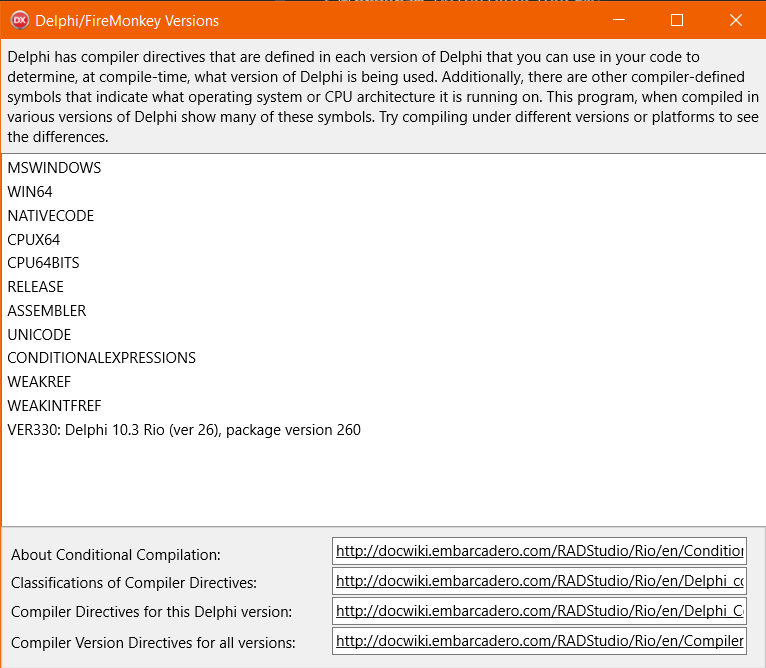 DX Delphi/FireMonkey Versions
Delphi has compiler directives that are defined in each version of Delphi that you can use in your code to
determine, at compile-time, what version of Delphi is being used. Additionally, there are other compiler-defined
symbols that indicate what operating system or CPU architecture it is running on. This program, when compiled in
various versions of Delphi show many of these symbols. Try compiling under different versions or platforms to see
the differences.
MSWINDOWS
WIN64
NATIVECODE
CPUX64
CPU64BITS
RELEASE
ASSEMBLER
UNICODE
CONDITIONALEXPRESSIONS
WEAKREF
WEAKINTFREF
VER330: Delphi 10.3 Rio (ver 26), package version 260
About Conditional Compilation: http://docwiki.embarcadero.com/RADStudio/Rio/en/Condition
Classifications of Compiler Directives: http://docwiki.embarcadero.com/RADStudio/Rio/en/Delphi_co
Compiler Directives for this Delphi version: http://docwiki.embarcadero.com/RADStudio/Rio/en/Delphi_C
Compiler Version Directives for all versions: http://docwiki.embarcadero.com/RADStudio/Rio/en/Compiler